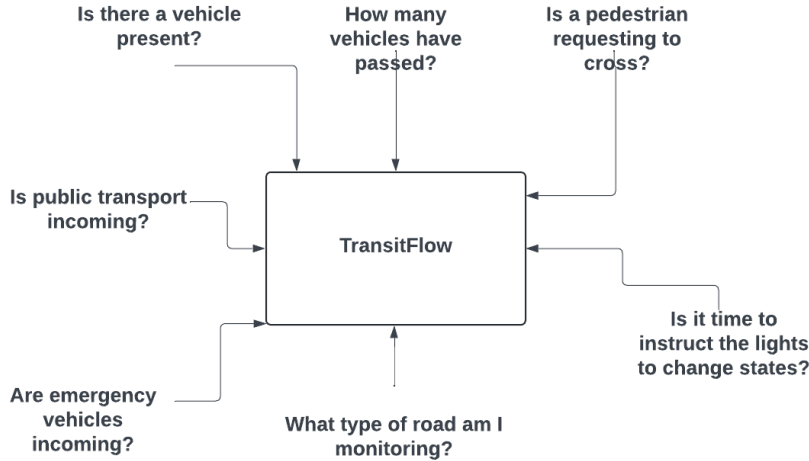 Is there a vehicle
present?
How many
vehicles have
passed?
Is a pedestrian
requesting to
cross?
Is public transport
incoming?
TransitFlow
Is it time to
instruct the lights
to change states?
Are emergency
vehicles
incoming?
What type of road am I
monitoring?